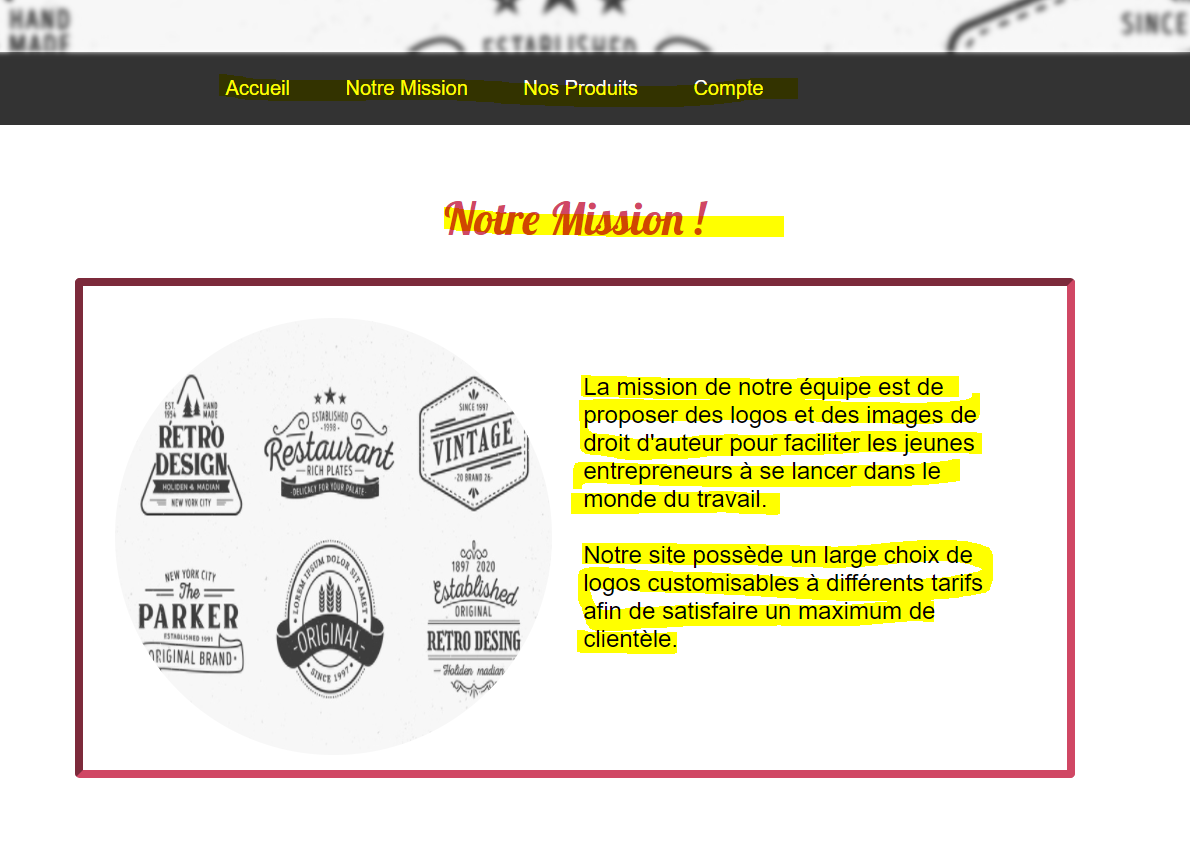 HAND
MADE
ESTABLISHED
SINCE
Accueil Notre Mission Nos Produits Compte
Notre Mission !
EST. 1954 HAND MADE
RETRO
DESIGN
HOLIDEN & MADIAN
NEW YORK CITY
ESTABLISHED
-1998-
Restaurant
RICH PLATES
·DELICACY FOR YOUR PALATE·
SINCE 1997
VINTAGE
·20 BRAND 26·
NEW YORK CITY
The
PARKER
ESTABLISHED 1991
ORIGINAL BRAND·
LOREM IPSUM DOLOR SIT AMET
-ORIGINAL-
SINCE 1997
1897 2020
Established
ORIGINAL
RETRO DESING
Holiden madian
La mission de notre équipe est de
proposer des logos et des images de
droit d'auteur pour faciliter les jeunes
entrepreneurs à se lancer dans le
monde du travail.
Notre site possède un large choix de
logos customisables à différents tarifs
afin de satisfaire un maximum de
clientèle.